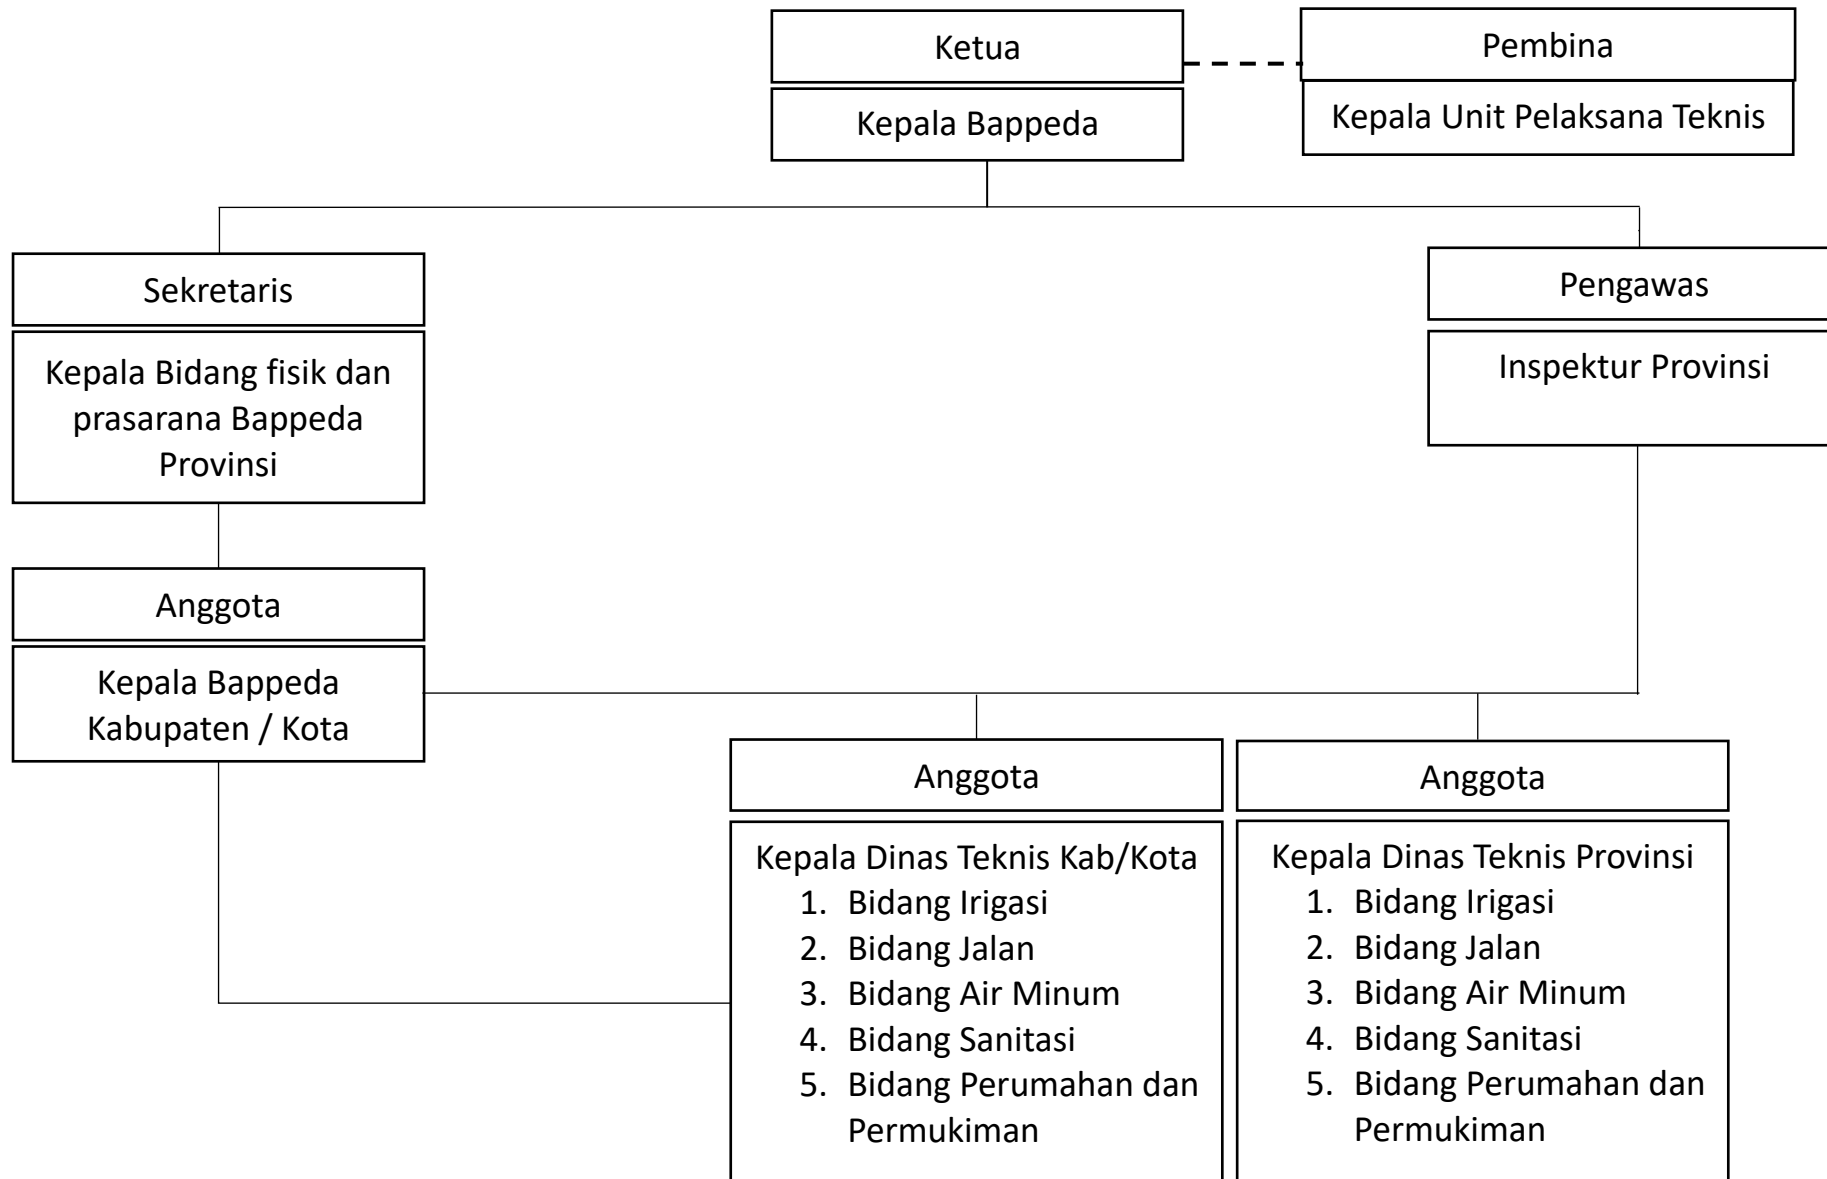 Ketua
Pembina
Kepala Bappeda
Kepala Unit Pelaksana Teknis
Sekretaris
Pengawas
Kepala Bidang fisik dan
prasarana Bappeda
Provinsi
Inspektur Provinsi
Anggota
Kepala Bappeda
Kabupaten / Kota
Anggota
Kepala Dinas Teknis Kab/Kota
1. Bidang Irigasi
2. Bidang Jalan
3. Bidang Air Minum
4. Bidang Sanitasi
5. Bidang Perumahan dan
Permukiman
Anggota
Kepala Dinas Teknis Provinsi
1. Bidang Irigasi
2. Bidang Jalan
3. Bidang Air Minum
4. Bidang Sanitasi
5. Bidang Perumahan dan
Permukiman